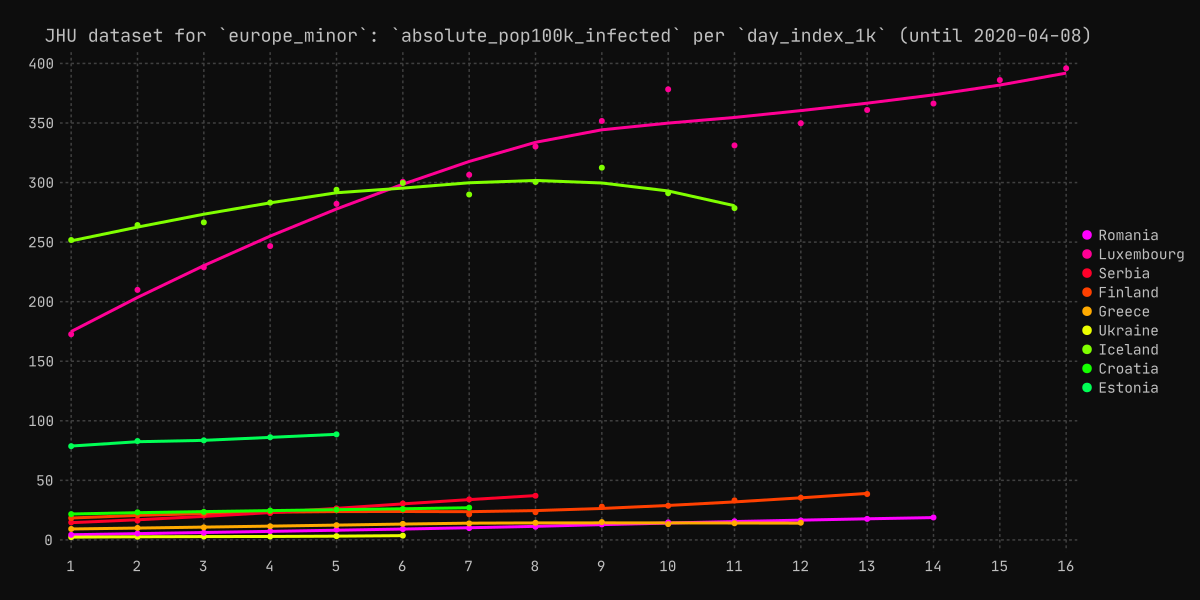 JHU dataset for `europe_minor`: `absolute_pop100k_infected` per `day_index_1k` (until 2020-04-08)
400
350
300
250
200
150
100
50
0
1 2 3 4 5 6 7 8 9 10 11 12 13 14 15 16
Romania
Luxembourg
Serbia
Finland
Greece
Ukraine
Iceland
Croatia
Estonia